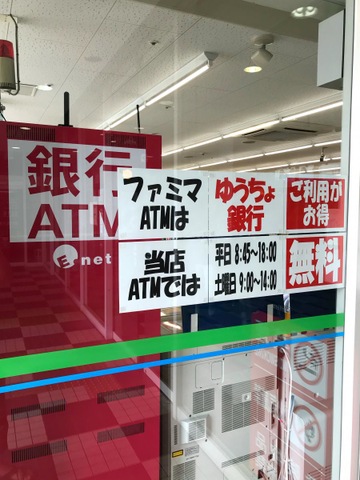 銀行
ATM
E net
ファミマ
ATMは
ゆうちょ
銀行
ご利用が
お得
当店
ATMでは
平日 8:45~18:00
土曜日 9:00~14:00
無料